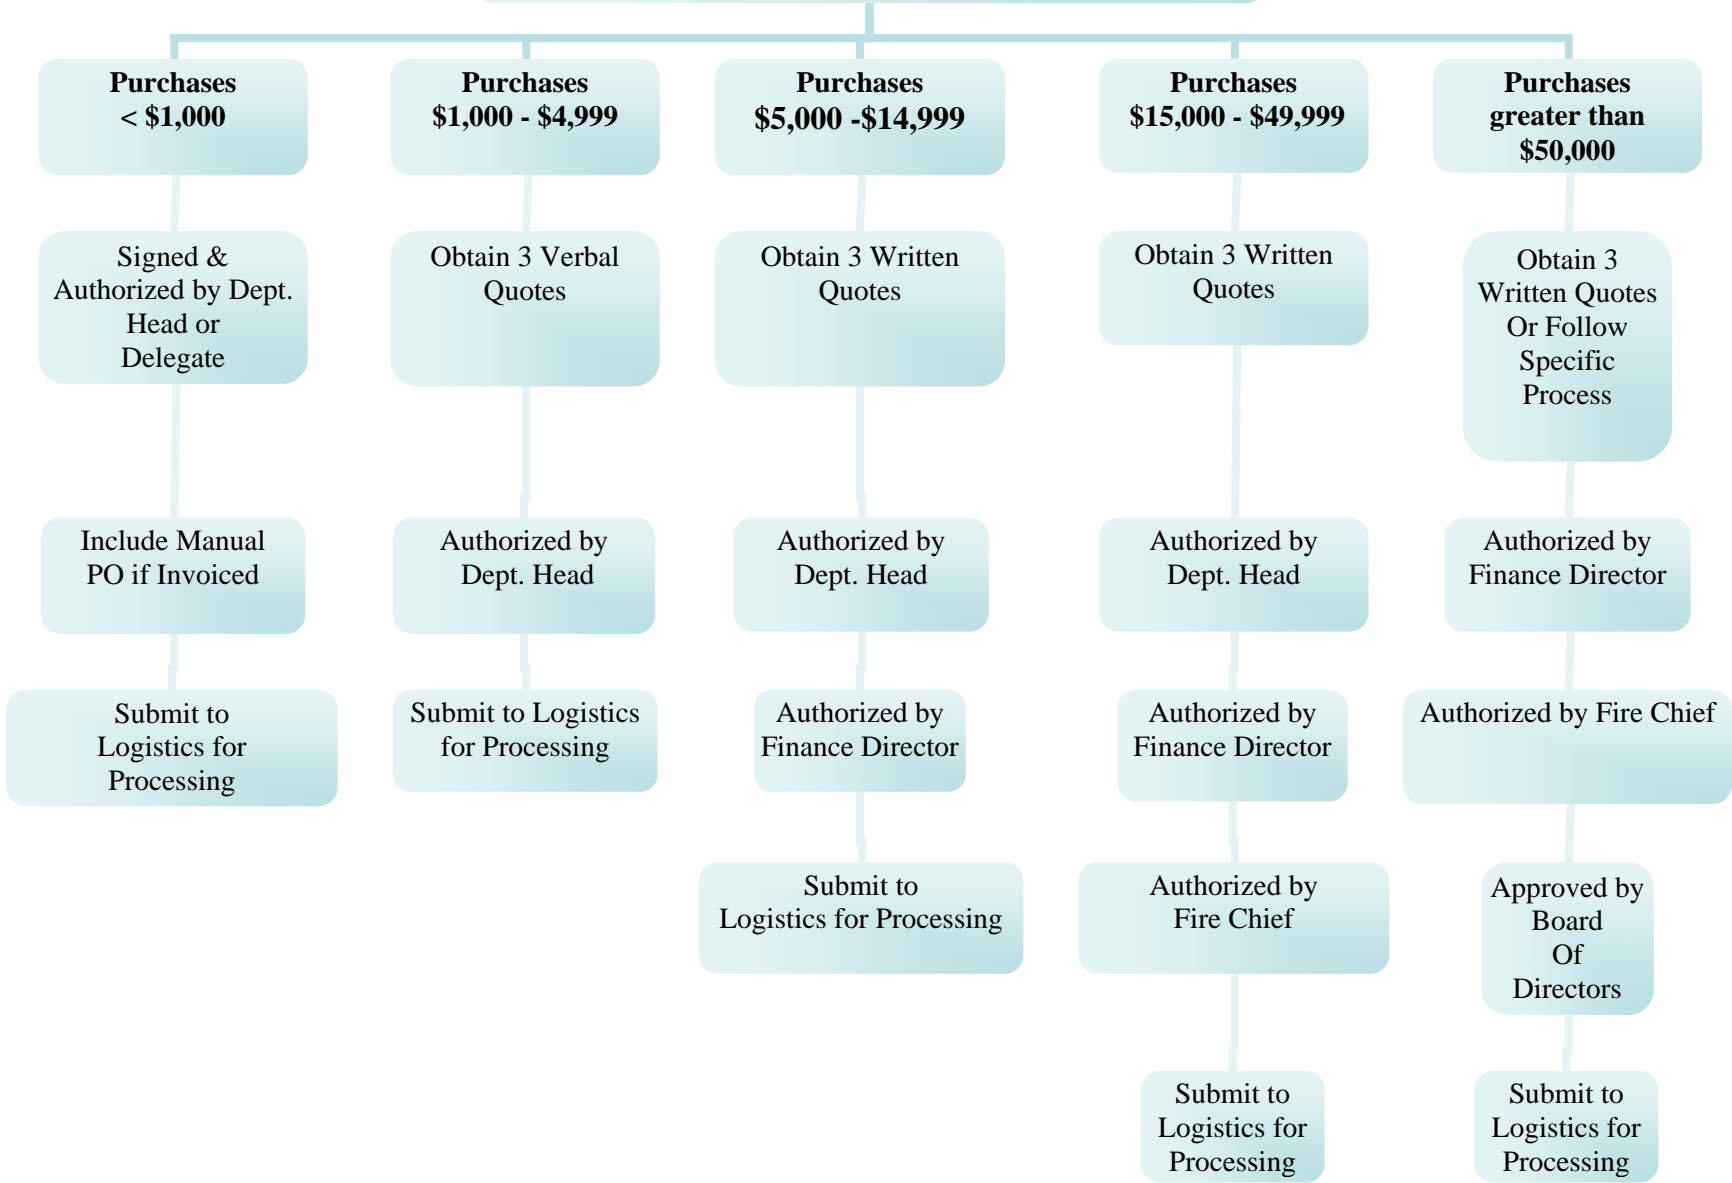 Purchases
< $1,000
Purchases
$1,000 - $4,999
Purchases
$5,000 -$14,999
Purchases
$15,000 - $49,999
Purchases
greater than
$50,000
Signed &
Authorized by Dept.
Head or
Delegate
Obtain 3 Verbal
Quotes
Obtain 3 Written
Quotes
Obtain 3 Written
Quotes
Obtain 3
Written Quotes
Or Follow
Specific
Process
Include Manual
PO if Invoiced
Authorized by
Dept. Head
Authorized by
Dept. Head
Authorized by
Dept. Head
Authorized by
Finance Director
Submit to
Logistics for
Processing
Submit to Logistics
for Processing
Authorized by
Finance Director
Authorized by
Finance Director
Authorized by Fire Chief
Submit to
Logistics for Processing
Authorized by
Fire Chief
Approved by
Board
Of
Directors
Submit to
Logistics for
Processing
Submit to
Logistics for
Processing